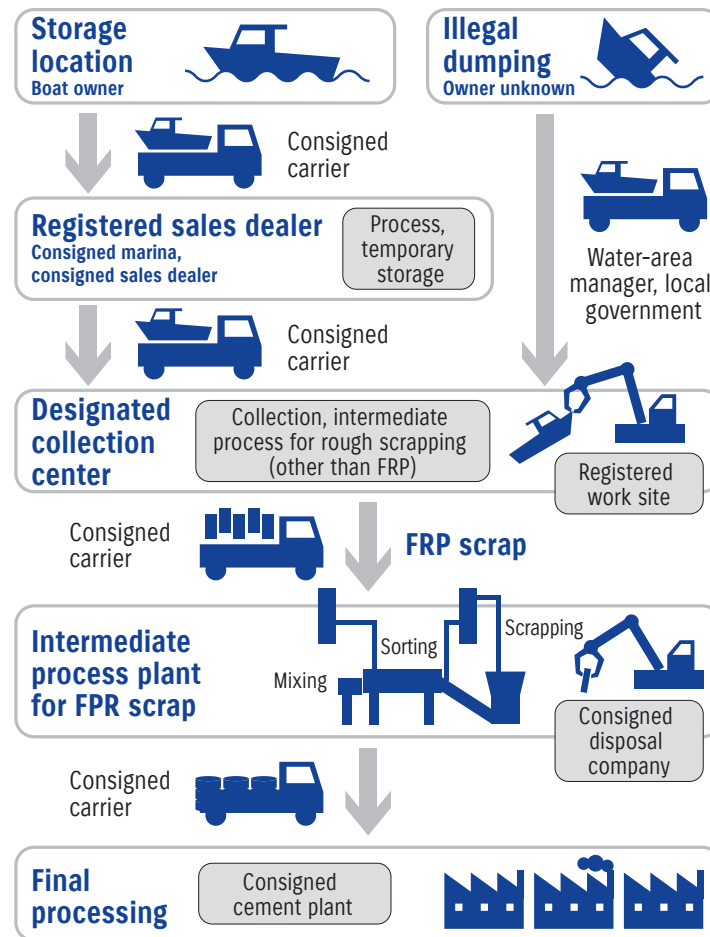 Storage
location
Boat owner
Illegal
dumping
Owner unknown
Consigned
carrier
Registered sales dealer
Consigned marina,
consigned sales dealer
Process,
temporary
storage
Water-area
manager, local
government
Consigned
carrier
Designated
collection
center
Collection, intermediate
process for rough scrapping
(other than FRP)
Registered
work site
Consigned
carrier
FRP scrap
Intermediate
process plant
for FPR scrap
Mixing
Sorting
Scrapping
Consigned
disposal
company
Consigned
carrier
Final
processing
Consigned
cement plant